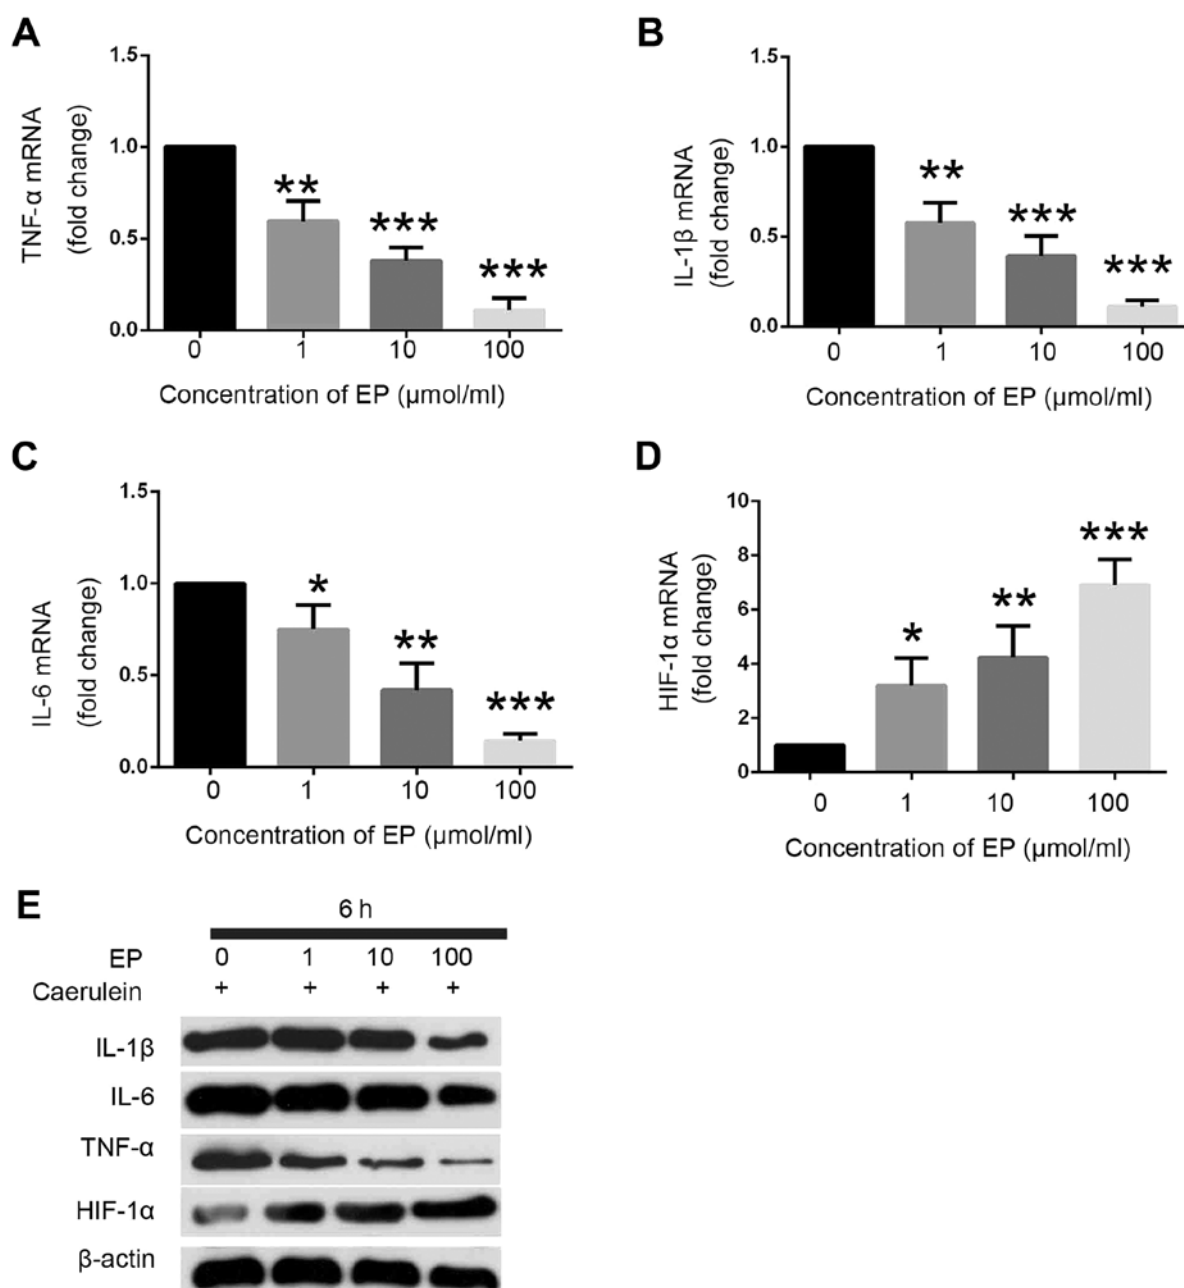 A
1.5
1.0
0.5
0.0
TNF-α mRNA
(fold change)
**
***
***
0 1 10 100
Concentration of EP (µmol/ml)
B
1.5
1.0
0.5
0.0
IL-1β mRNA
(fold change)
**
***
***
0 1 10 100
Concentration of EP (µmol/ml)
C
1.5
1.0
0.5
0.0
IL-6 mRNA
(fold change)
*
**
***
0 1 10 100
Concentration of EP (µmol/ml)
D
10
8
6
4
2
0
HIF-1α mRNA
(fold change)
*
**
***
0 1 10 100
Concentration of EP (µmol/ml)
E
6 h
EP 0 1 10 100
Caerulein + + + +
IL-1β
IL-6
TNF-α
HIF-1α
β-actin